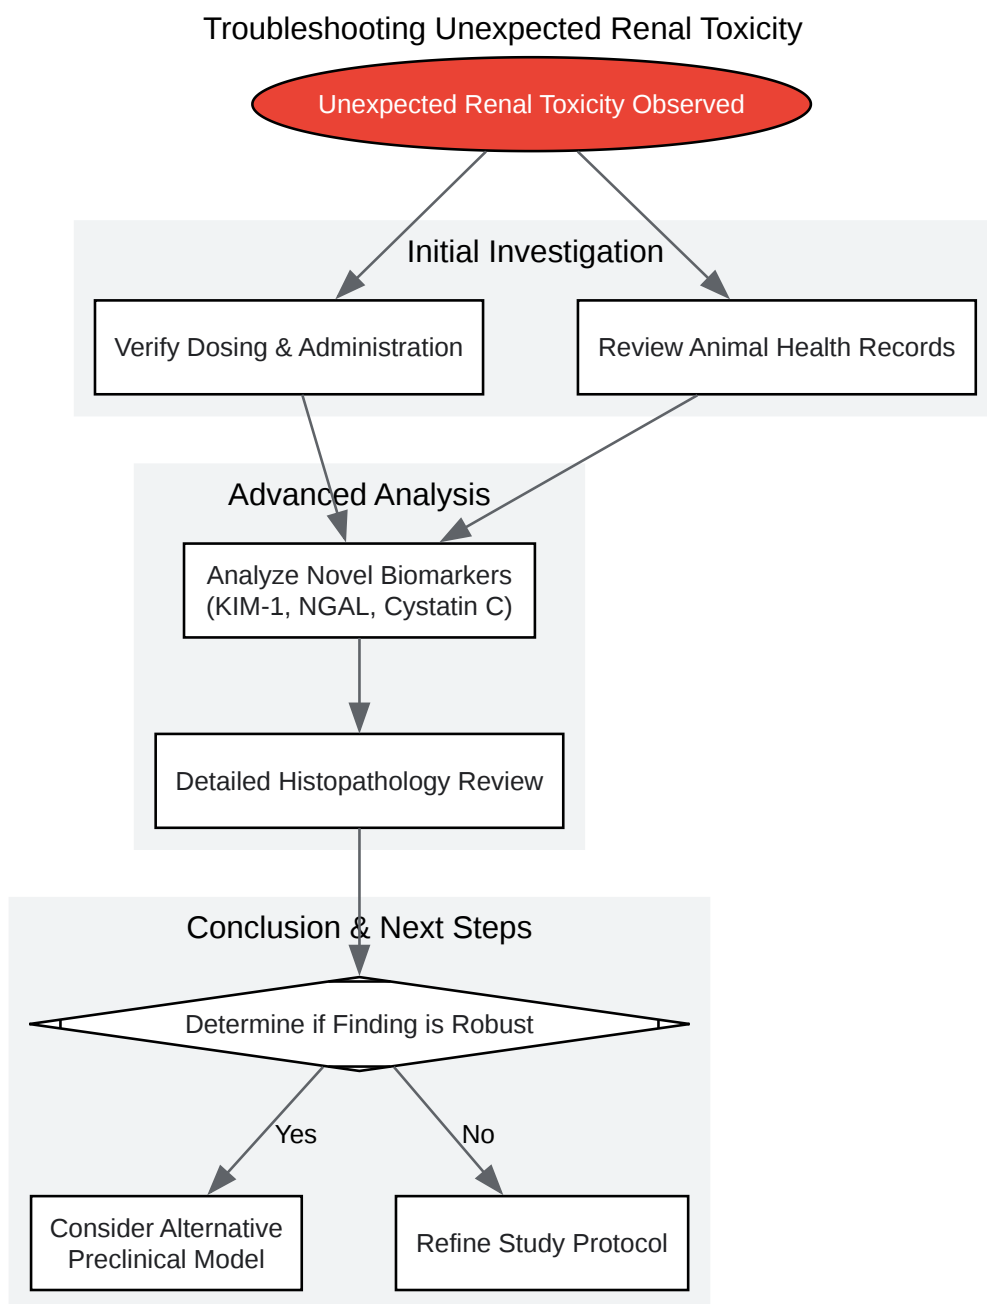 Troubleshooting Unexpected Renal Toxicity
Unexpected Renal Toxicity Observed
Initial Investigation
Verify Dosing & Administration
Review Animal Health Records
Advanced Analysis
Analyze Novel Biomarkers
(KIM-1, NGAL, Cystatin C)
Detailed Histopathology Review
Conclusion & Next Steps
Determine if Finding is Robust
Yes
No
Consider Alternative
Preclinical Model
Refine Study Protocol